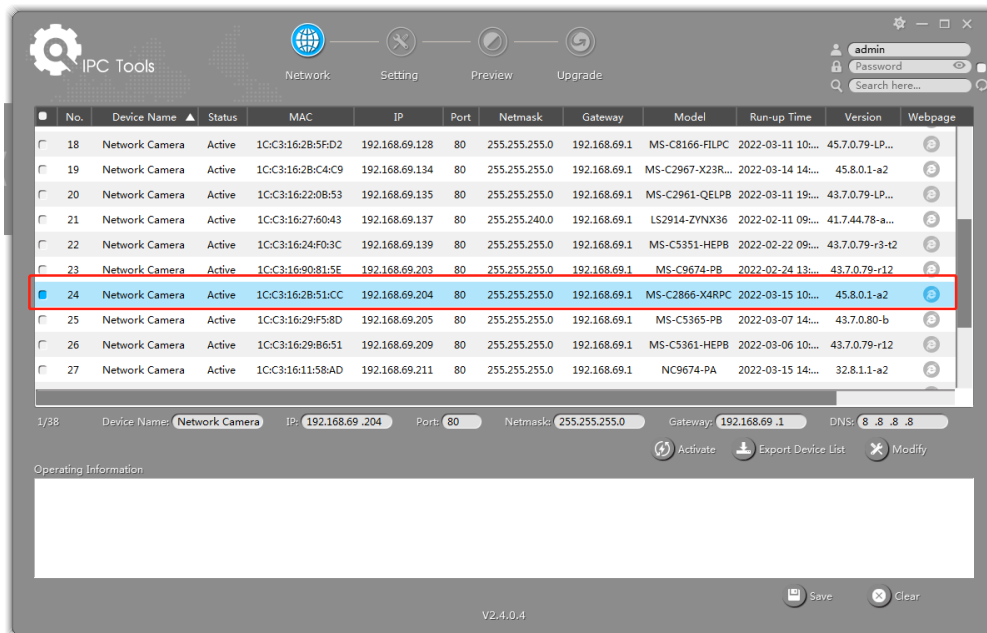 IPC Tools
Network Setting Preview Upgrade
admin
Password
Search here...
No. Device Name Status MAC IP Port Netmask Gateway Model Run-up Time Version Webpage
18 Network Camera Active 1C:C3:16:2B:5F:D2 192.168.69.128 80 255.255.255.0 192.168.69.1 MS-C8166-FILPC 2022-03-11 10:... 45.7.0.79-LP...
19 Network Camera Active 1C:C3:16:2B:C4:C9 192.168.69.134 80 255.255.255.0 192.168.69.1 MS-C2967-X23R... 2022-03-14 14:... 45.8.0.1-a2
20 Network Camera Active 1C:C3:16:22:0B:53 192.168.69.135 80 255.255.255.0 192.168.69.1 MS-C2961-QELPB 2022-03-11 19:... 43.7.0.79-LP...
21 Network Camera Active 1C:C3:16:27:60:43 192.168.69.137 80 255.255.240.0 192.168.69.1 LS2914-ZYNX36 2022-02-11 09:... 41.7.44.78-a...
22 Network Camera Active 1C:C3:16:24:F0:3C 192.168.69.139 80 255.255.255.0 192.168.69.1 MS-C5351-HEPB 2022-02-22 09:... 43.7.0.79-r3-t2
23 Network Camera Active 1C:C3:16:90:81:5E 192.168.69.203 80 255.255.255.0 192.168.69.1 MS-C9674-PB 2022-02-24 13:... 43.7.0.79-r12
24 Network Camera Active 1C:C3:16:2B:51:CC 192.168.69.204 80 255.255.255.0 192.168.69.1 MS-C2866-X4RPC 2022-03-15 10:... 45.8.0.1-a2
25 Network Camera Active 1C:C3:16:29:F5:8D 192.168.69.205 80 255.255.255.0 192.168.69.1 MS-C5365-PB 2022-03-07 14:... 43.7.0.80-b
26 Network Camera Active 1C:C3:16:29:B6:51 192.168.69.209 80 255.255.255.0 192.168.69.1 MS-C5361-HEPB 2022-03-06 10:... 43.7.0.79-r12
27 Network Camera Active 1C:C3:16:11:58:AD 192.168.69.211 80 255.255.255.0 192.168.69.1 NC9674-PA 2022-03-15 14:... 32.8.1.1-a2
1/38 Device Name: Network Camera IP: 192.168.69 .204 Port: 80 Netmask: 255.255.255.0 Gateway: 192.168.69 .1 DNS: 8 .8 .8 .8
Activate Export Device List Modify
Operating Information
Save Clear
V2.4.0.4